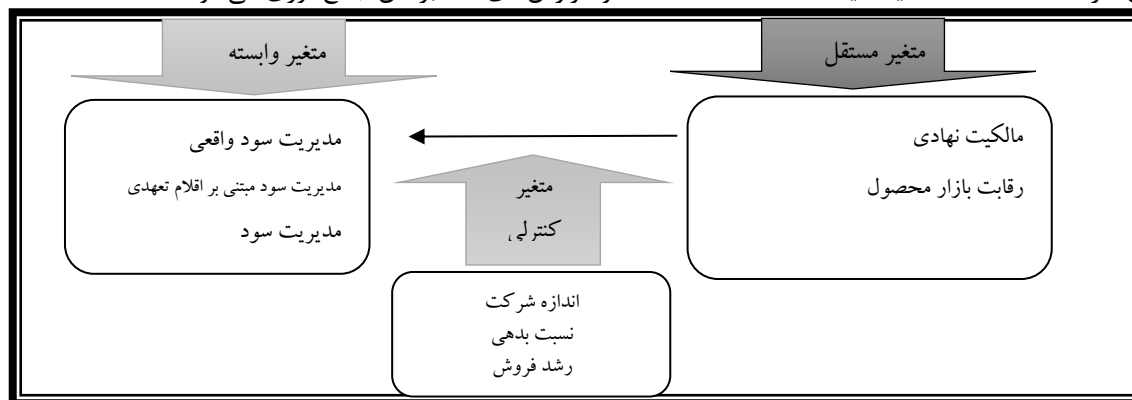 متغیر مستقل
متغیر وابسته
مالکیت نهادی
رقابت بازار محصول
مدیریت سود واقعی
مدیریت سود مبتنی بر اقلام تعهدی
مدیریت سود
متغیر
کنترلی
اندازه شرکت
نسبت بدهی
رشد فروش